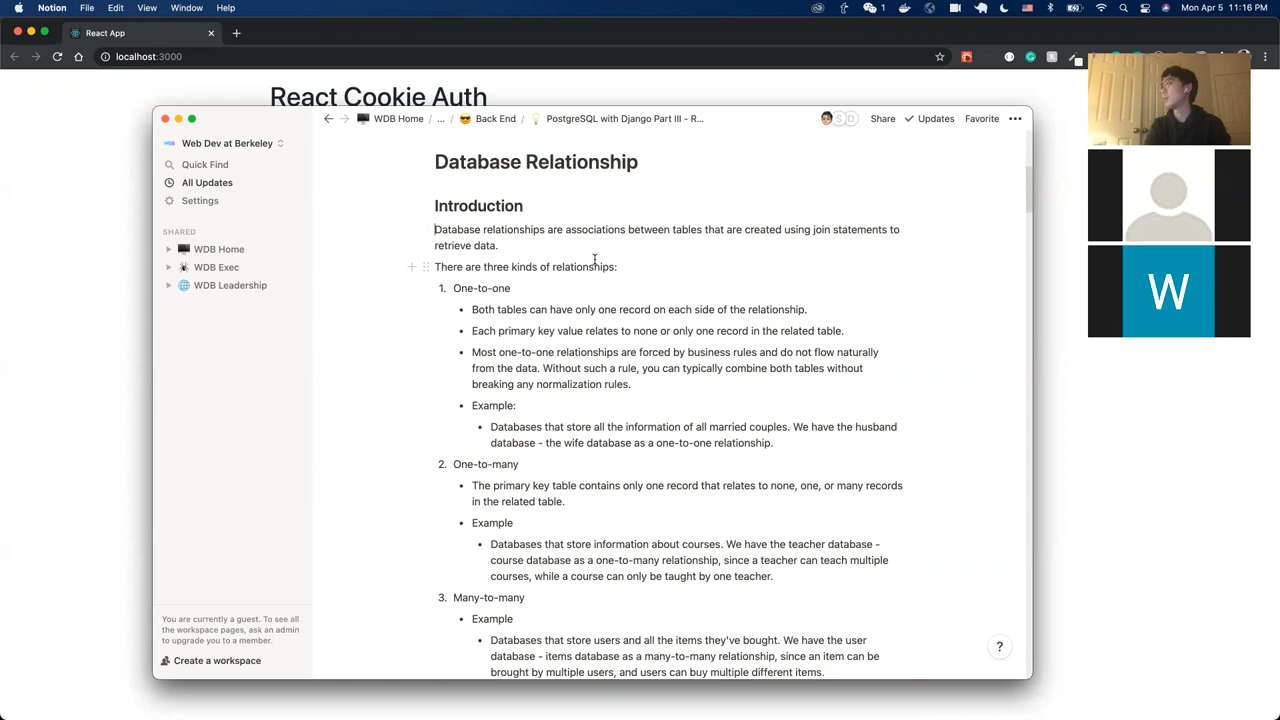 Notion File Edit View Window Help
1
Mon Apr 5 11:16 PM
React App
localhost:3000
React Cookie Auth
WDB Home / ... / Back End / PostgreSQL with Django Part III - R...
S D
Share Updates Favorite
Web Dev at Berkeley
Quick Find
All Updates
Settings
SHARED
WDB Home
WDB Exec
WDB Leadership
You are currently a guest. To see all
the workspace pages, ask an admin
to upgrade you to a member.
Create a workspace
Database Relationship
Introduction
Database relationships are associations between tables that are created using join statements to
retrieve data.
There are three kinds of relationships:
1. One-to-one
• Both tables can have only one record on each side of the relationship.
• Each primary key value relates to none or only one record in the related table.
• Most one-to-one relationships are forced by business rules and do not flow naturally
from the data. Without such a rule, you can typically combine both tables without
breaking any normalization rules.
• Example:
• Databases that store all the information of all married couples. We have the husband
database - the wife database as a one-to-one relationship.
2. One-to-many
• The primary key table contains only one record that relates to none, one, or many records
in the related table.
• Example
• Databases that store information about courses. We have the teacher database -
course database as a one-to-many relationship, since a teacher can teach multiple
courses, while a course can only be taught by one teacher.
3. Many-to-many
• Example
• Databases that store users and all the items they've bought. We have the user
database - items database as a many-to-many relationship, since an item can be
brought by multiple users, and users can buy multiple different items.
?
W